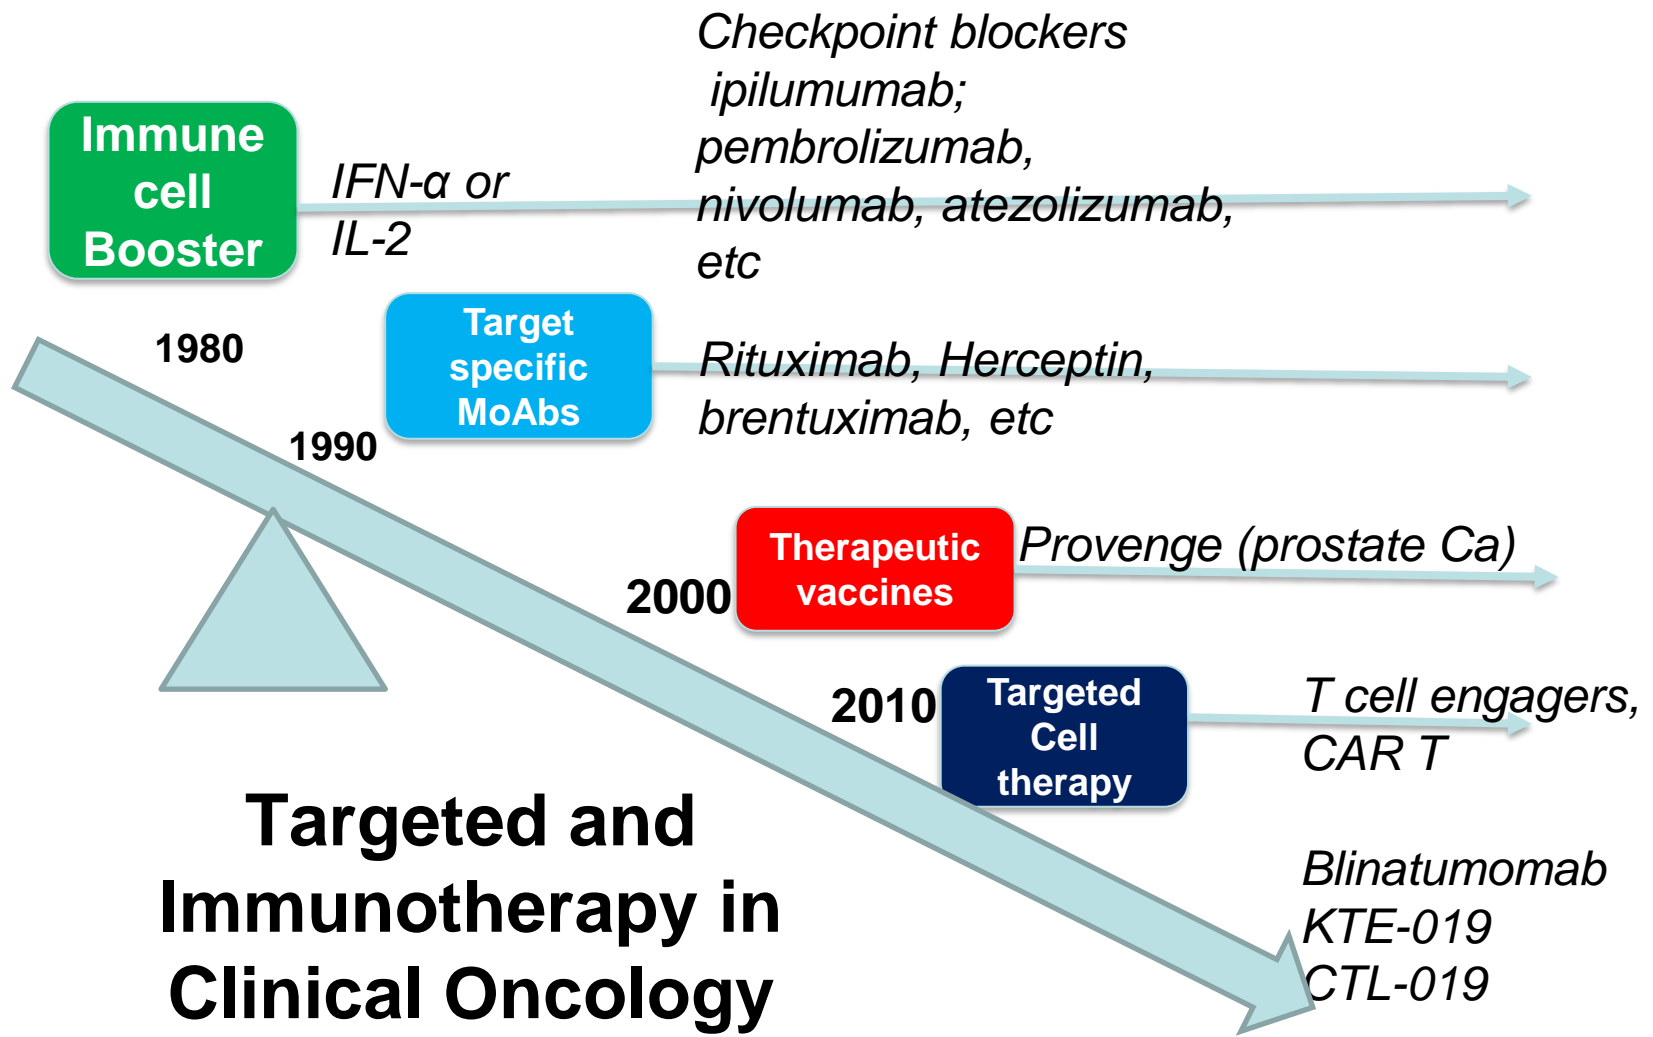 Checkpoint blockers
ipilumumab;
pembrolizumab,
nivolumab, atezolizumab,
etc
Immune
cell
Booster
IFN-α or
IL-2
1980
Target
specific
MoAbs
Rituximab, Herceptin,
brentuximab, etc
1990
Therapeutic
vaccines
Provenge (prostate Ca)
2000
2010
Targeted
Cell
therapy
T cell engagers,
CAR T
Blinatumomab
KTE-019
CTL-019
Targeted and
Immunotherapy in
Clinical Oncology